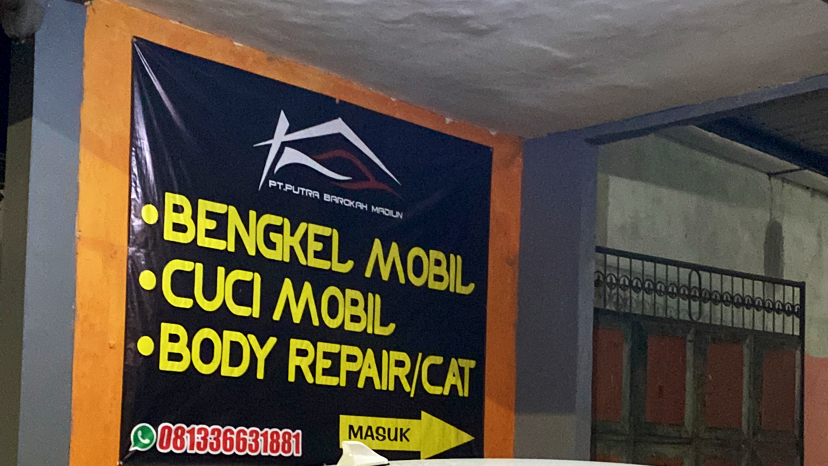 PT.PUTRA BAROKAH MADIUN
•BENGKEL MOBIL
•CUCI MOBIL
•BODY REPAIR/CAT
081336631881
MASUK